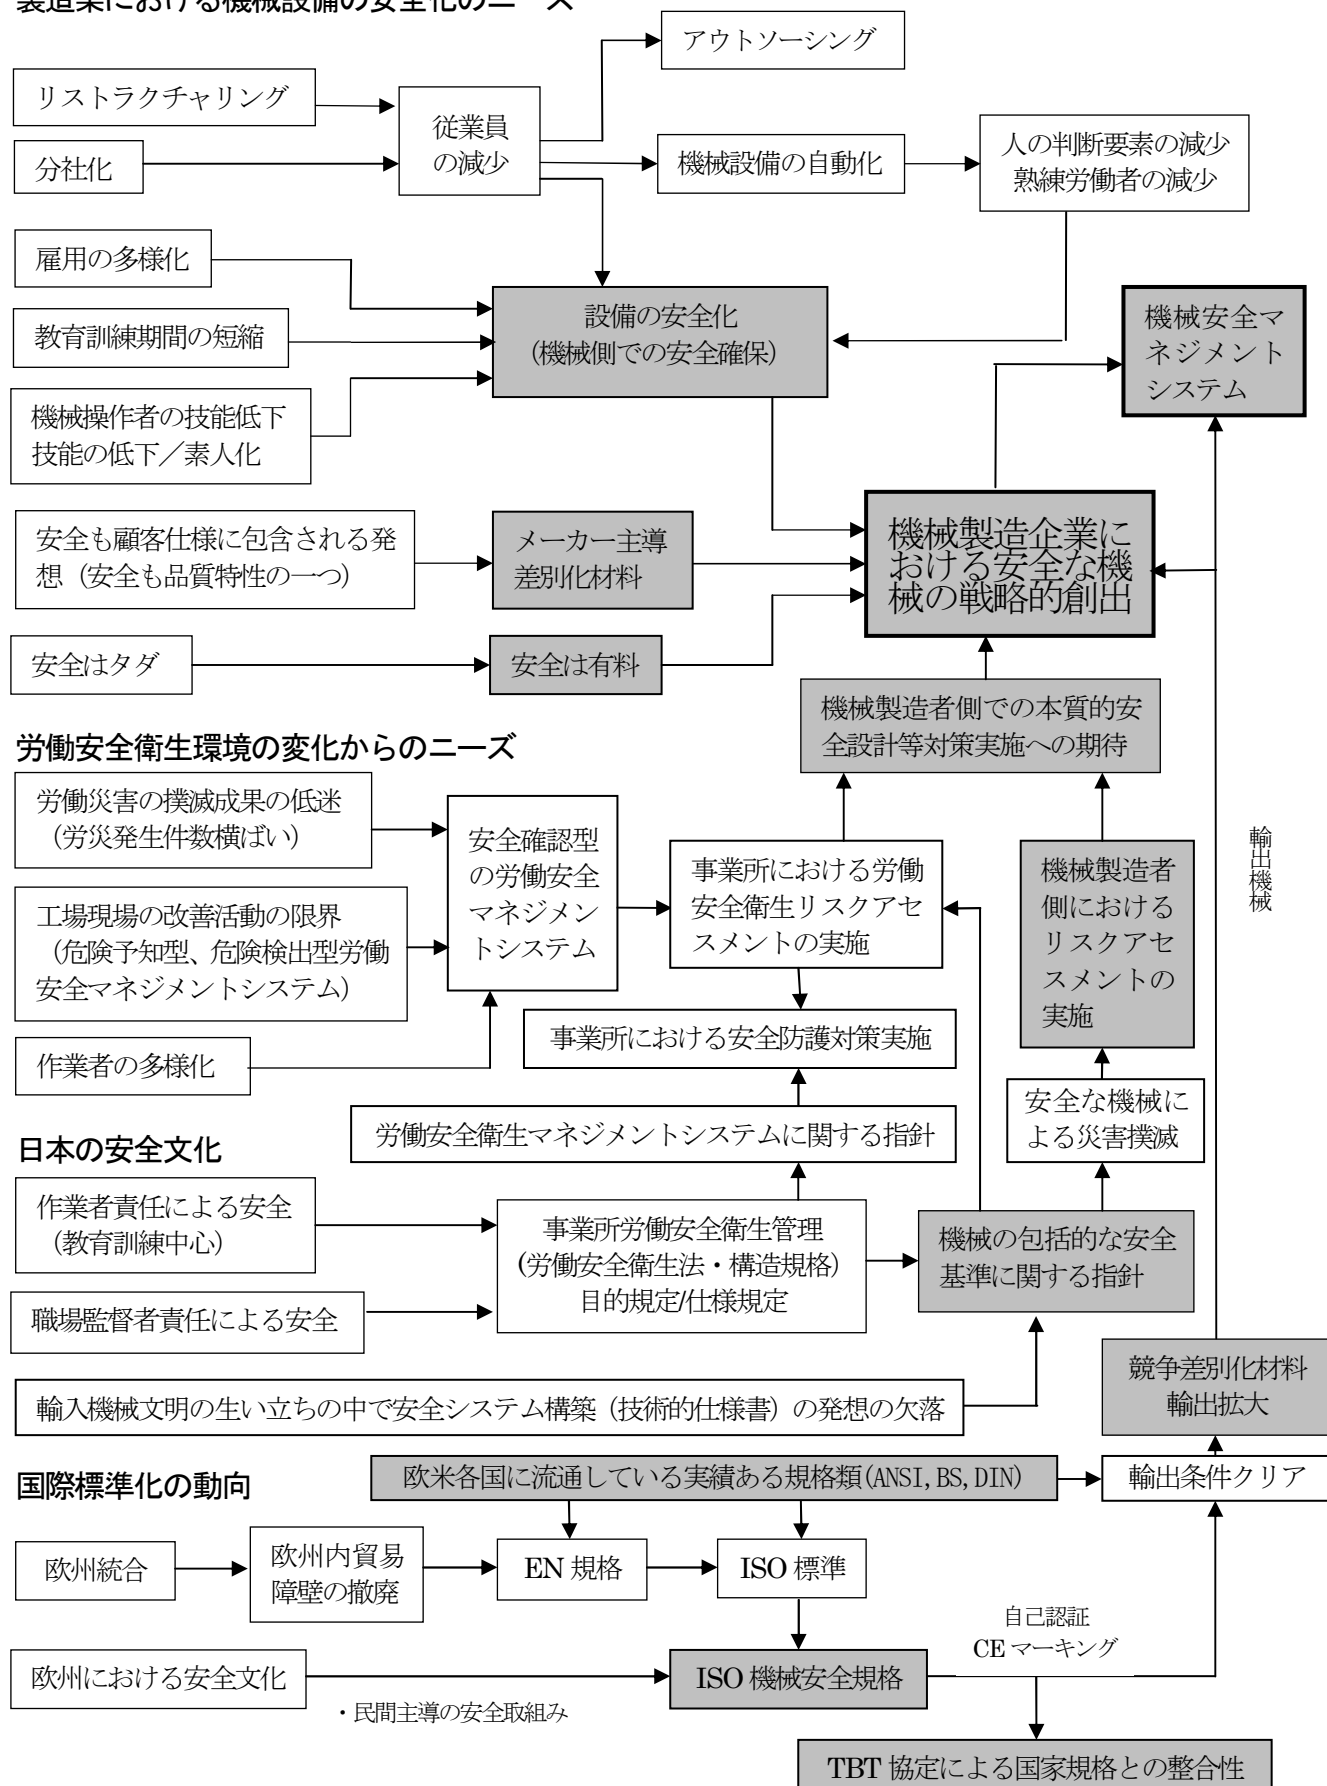 製造業における機械設備の安全化のニーズ
アウトソーシング
リストラクチャリング
従業員
の減少
分社化
機械設備の自動化
人の判断要素の減少
熟練労働者の減少
雇用の多様化
教育訓練期間の短縮
設備の安全化
(機械側での安全確保)
機械安全マ
ネジメント
システム
機械操作者の技能低下
技能の低下／素人化
安全も顧客仕様に包含される発
想（安全も品質特性の一つ）
メーカー主導
差別化材料
機械製造企業に
おける安全な機
械の戦略的創出
安全はタダ
安全は有料
機械製造者側での本質的安
全設計等対策実施への期待
労働安全衛生環境の変化からのニーズ
労働災害の撲滅成果の低迷
（労災発生件数横ばい）
安全確認型
の労働安全
マネジメン
トシステム
事業所における労働
安全衛生リスクアセ
スメントの実施
機械製造者
側における
リスクアセ
スメントの
実施
輸出機械
工場現場の改善活動の限界
（危険予知型、危険検出型労働
安全マネジメントシステム）
事業所における安全防護対策実施
作業者の多様化
安全な機械に
よる災害撲滅
労働安全衛生マネジメントシステムに関する指針
日本の安全文化
作業者責任による安全
（教育訓練中心）
事業所労働安全衛生管理
(労働安全衛生法・構造規格)
目的規定/仕様規定
機械の包括的な安全
基準に関する指針
職場監督者責任による安全
競争差別化材料
輸出拡大
輸入機械文明の生い立ちの中で安全システム構築（技術的仕様書）の発想の欠落
国際標準化の動向
欧米各国に流通している実績ある規格類(ANSI,BS,DIN)
輸出条件クリア
欧州統合
欧州内貿易
障壁の撤廃
EN 規格
ISO 標準
自己認証
CE マーキング
欧州における安全文化
ISO 機械安全規格
・民間主導の安全取組み
TBT 協定による国家規格との整合性